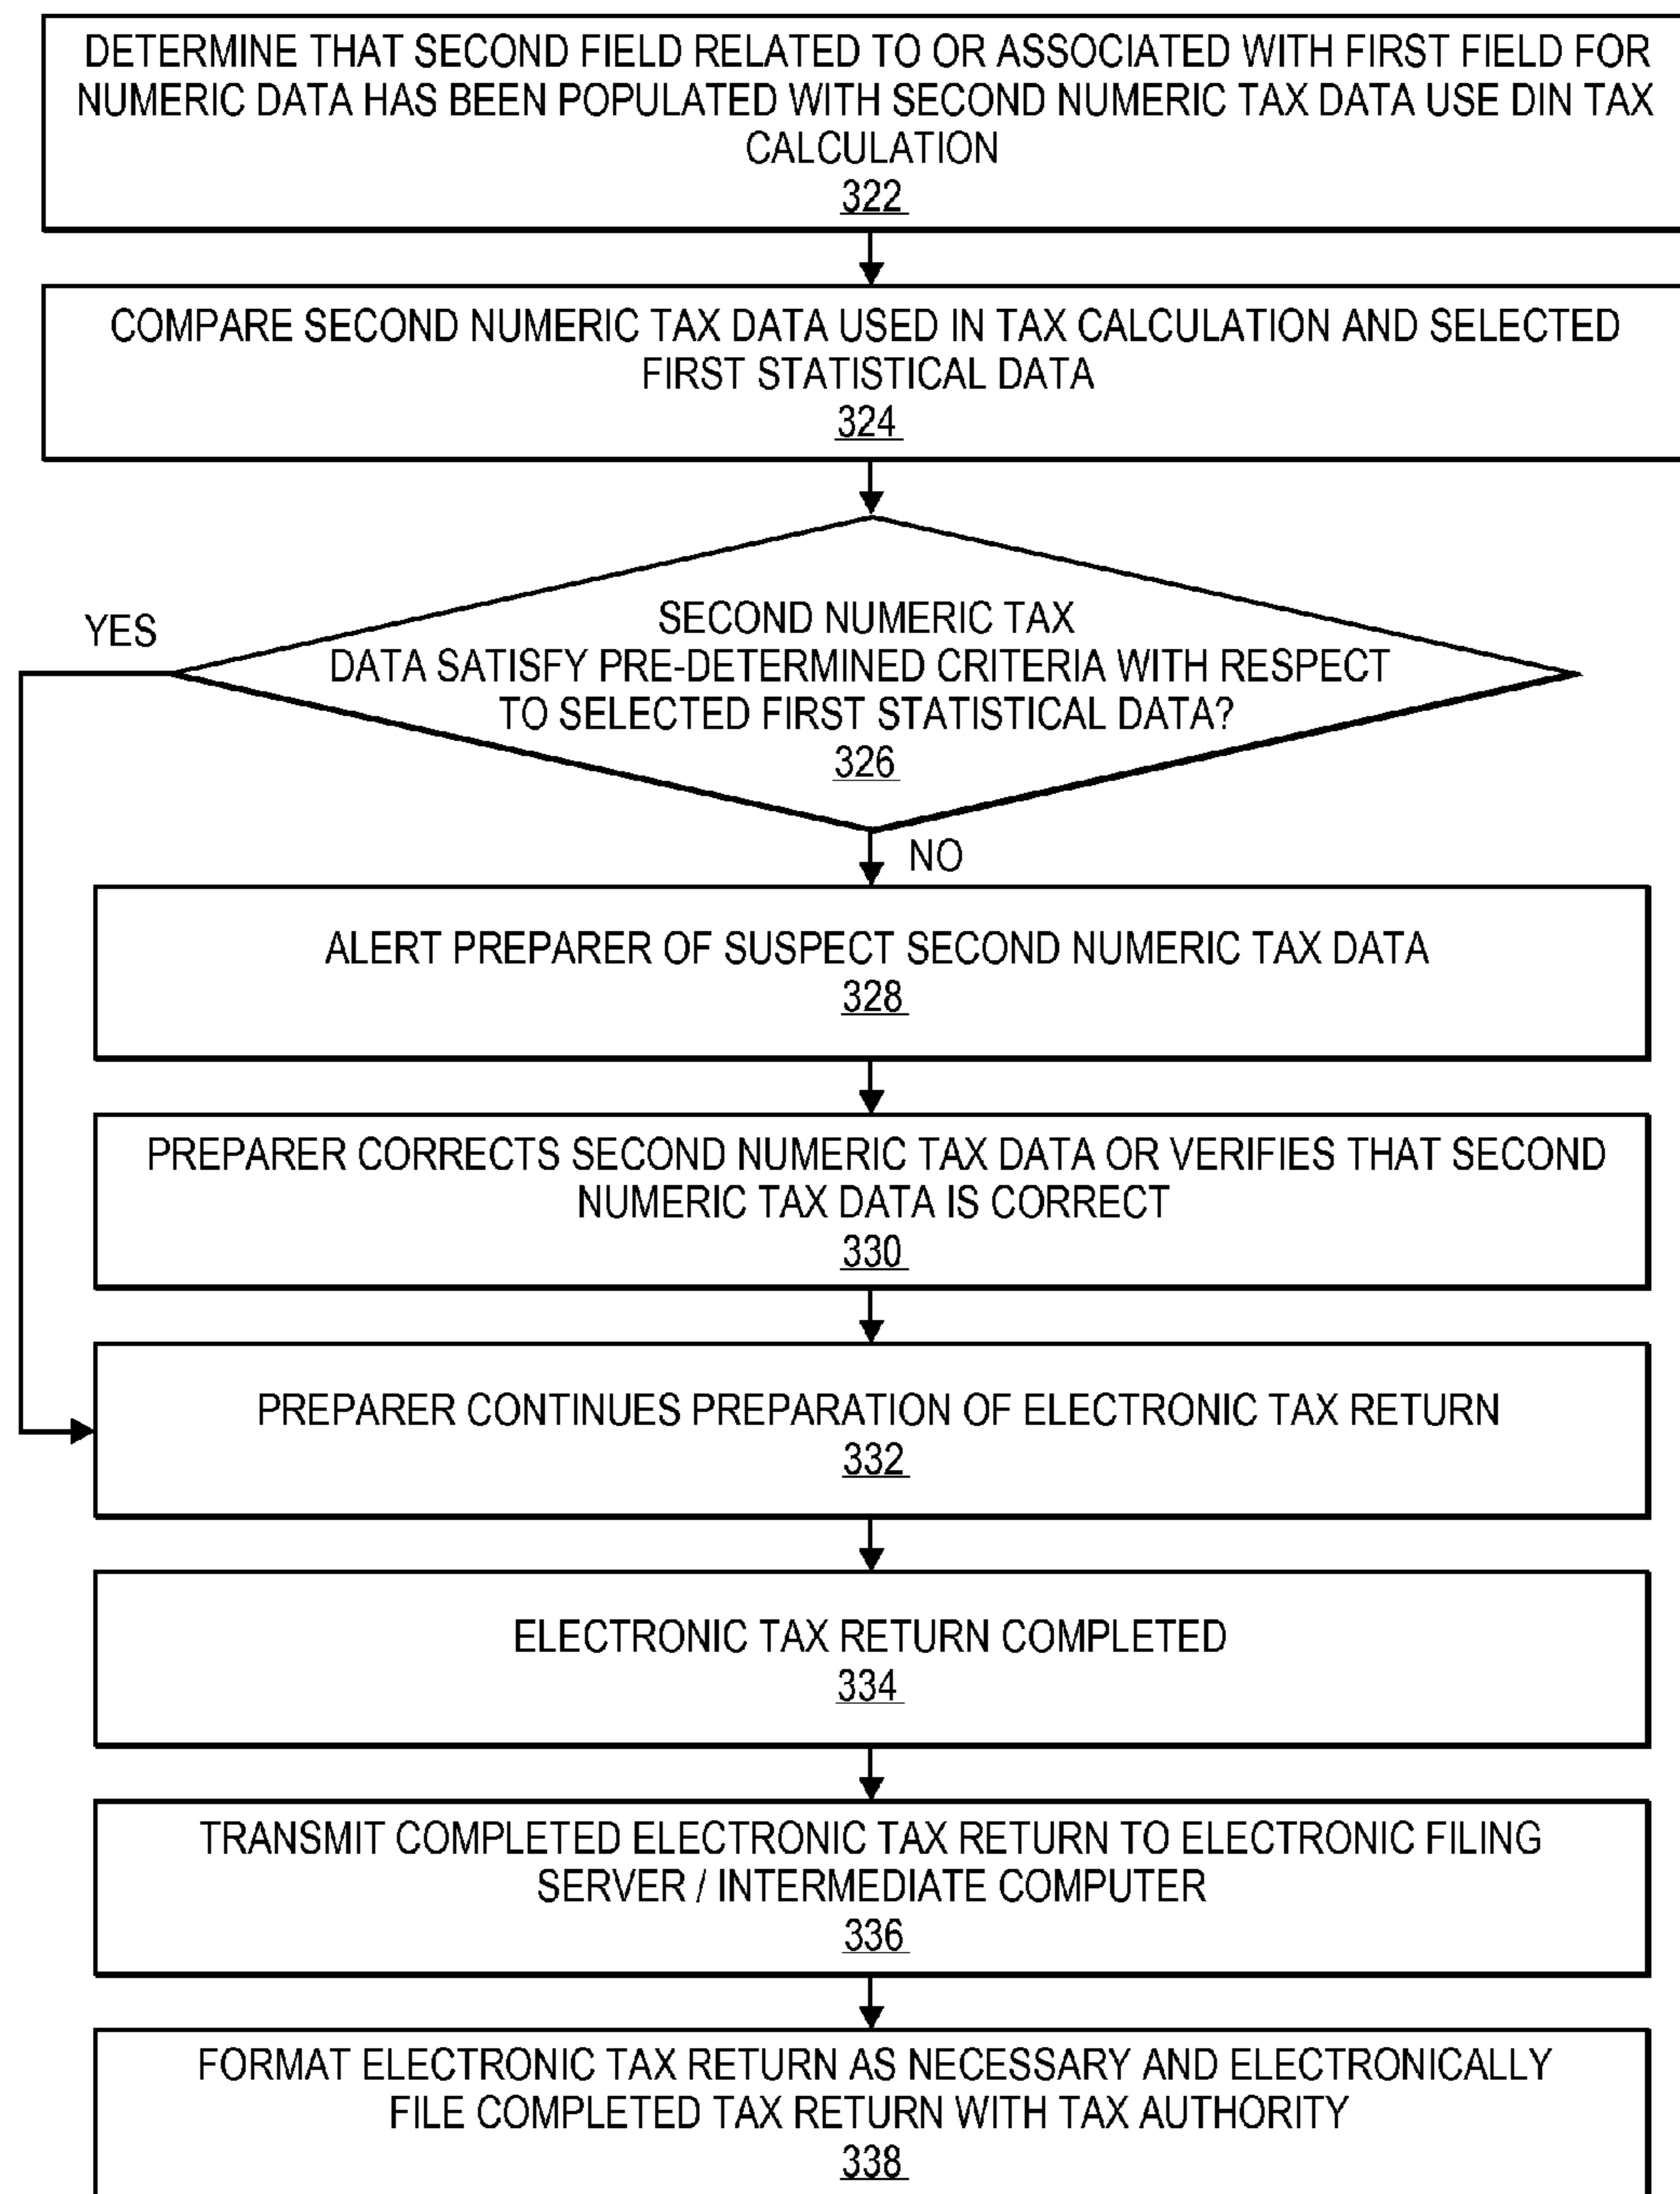 DETERMINE THAT SECOND FIELD RELATED TO OR ASSOCIATED WITH FIRST FIELD FOR
NUMERIC DATA HAS BEEN POPULATED WITH SECOND NUMERIC TAX DATA USE DIN TAX
CALCULATION
322
COMPARE SECOND NUMERIC TAX DATA USED IN TAX CALCULATION AND SELECTED
FIRST STATISTICAL DATA
324
YES
SECOND NUMERIC TAX
DATA SATISFY PRE-DETERMINED CRITERIA WITH RESPECT
TO SELECTED FIRST STATISTICAL DATA?
326
NO
ALERT PREPARER OF SUSPECT SECOND NUMERIC TAX DATA
328
PREPARER CORRECTS SECOND NUMERIC TAX DATA OR VERIFIES THAT SECOND
NUMERIC TAX DATA IS CORRECT
330
PREPARER CONTINUES PREPARATION OF ELECTRONIC TAX RETURN
332
ELECTRONIC TAX RETURN COMPLETED
334
TRANSMIT COMPLETED ELECTRONIC TAX RETURN TO ELECTRONIC FILING
SERVER / INTERMEDIATE COMPUTER
336
FORMAT ELECTRONIC TAX RETURN AS NECESSARY AND ELECTRONICALLY
FILE COMPLETED TAX RETURN WITH TAX AUTHORITY
338